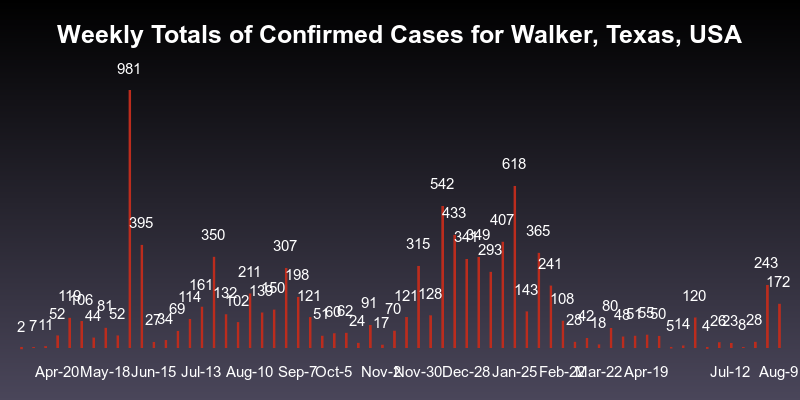 Weekly Totals of Confirmed Cases for Walker, Texas, USA
2 7 11 52 119 106 44 81 52 981 395 27 34 69 114 161 350 132 102 211 139 150 307 198 121 51 60 62 24 91 17 70 121 315 128 542 433 341 349 293 407 618 143 365 241 108 28 42 18 80 48 51 55 50 5 14 120 4 26 23 8 28 243 172
Apr-20 May-18 Jun-15 Jul-13 Aug-10 Sep-7 Oct-5 Nov-2 Nov-30 Dec-28 Jan-25 Feb-22 Mar-22 Apr-19 Jul-12 Aug-9